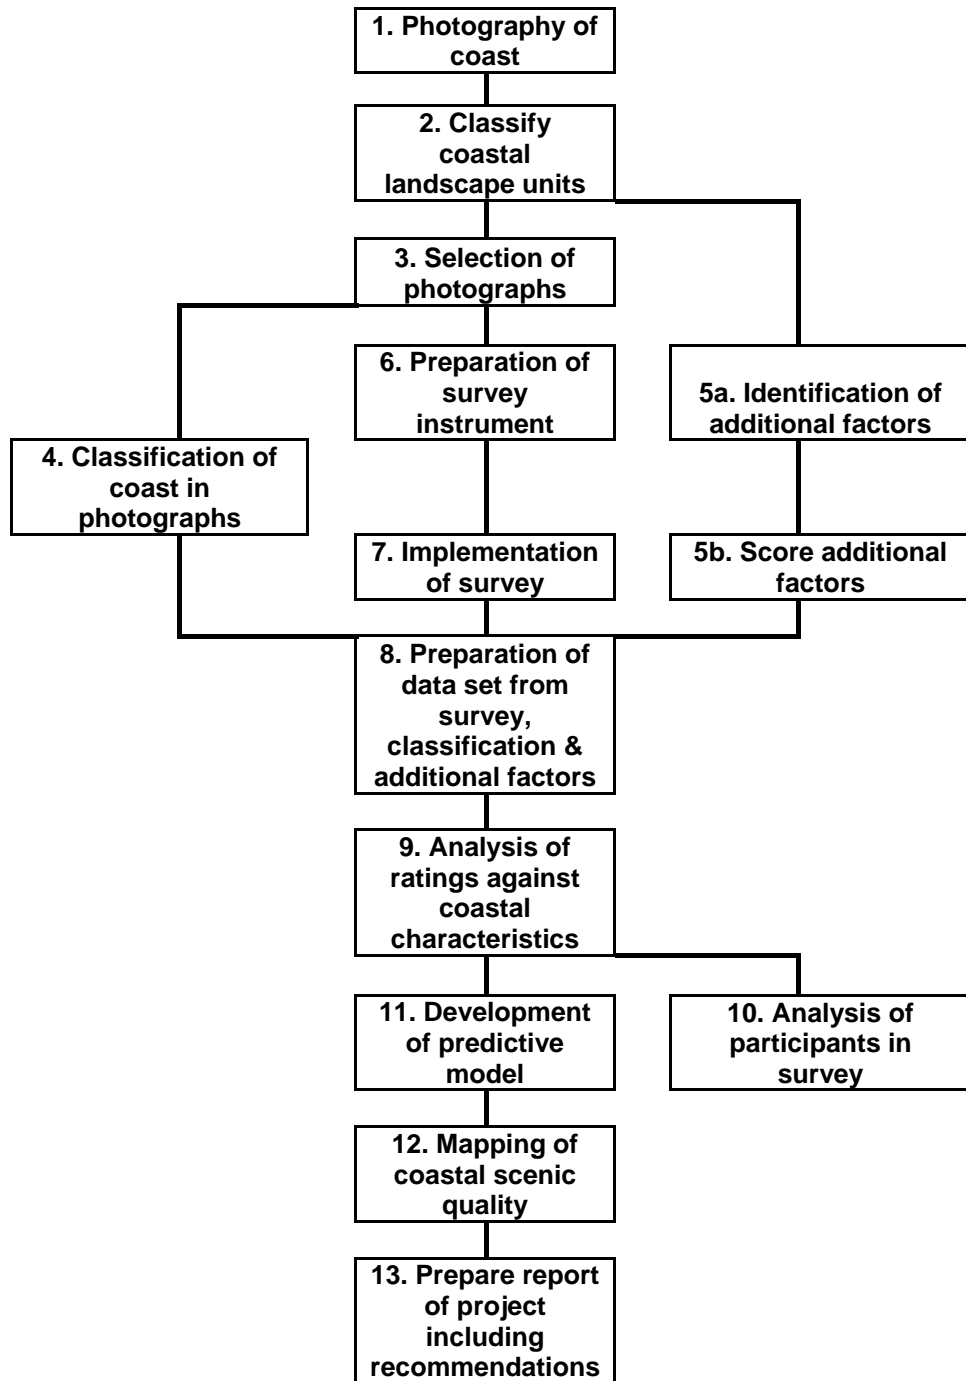 1. Photography of
coast
2. Classify
coastal
landscape units
3. Selection of
photographs
6. Preparation of
survey
instrument
5a. Identification of
additional factors
4. Classification of
coast in
photographs
7. Implementation
of survey
5b. Score additional
factors
8. Preparation of
data set from
survey,
classification &
additional factors
9. Analysis of
ratings against
coastal
characteristics
11. Development
of predictive
model
10. Analysis of
participants in
survey
12. Mapping of
coastal scenic
quality
13. Prepare report
of project
including
recommendations